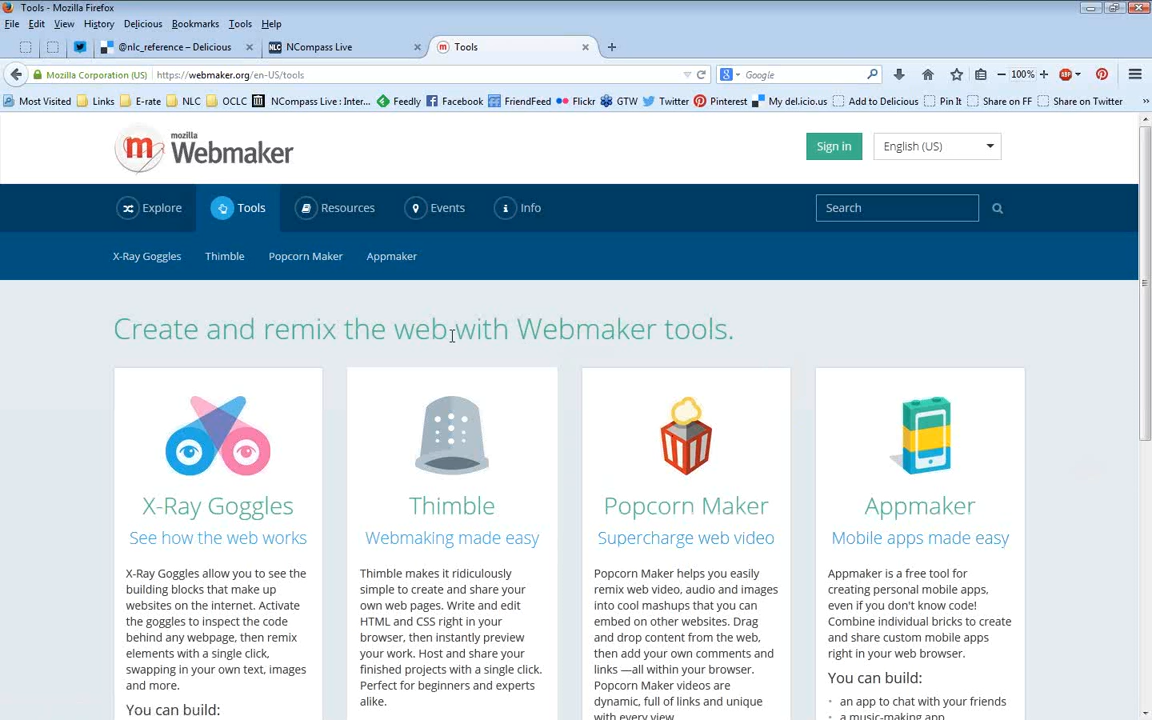 Tools - Mozilla Firefox
File Edit View History Delicious Bookmarks Tools Help
@nlc_reference – Delicious × NLC NCompass Live × m Tools × +
Mozilla Corporation (US) https://webmaker.org/en-US/tools Google 100%
Most Visited Links E-rate NLC OCLC NCompass Live : Inter... Feedly Facebook FriendFeed Flickr GTW Twitter Pinterest My del.icio.us Add to Delicious Pin It Share on FF Share on Twitter »
m mozilla
Webmaker
Sign in English (US)
Explore Tools Resources Events Info Search
X-Ray Goggles Thimble Popcorn Maker Appmaker
Create and remix the web with Webmaker tools.
X-Ray Goggles
See how the web works
X-Ray Goggles allow you to see the
building blocks that make up
websites on the internet. Activate
the goggles to inspect the code
behind any webpage, then remix
elements with a single click,
swapping in your own text, images
and more.
You can build:
Thimble
Webmaking made easy
Thimble makes it ridiculously
simple to create and share your
own web pages. Write and edit
HTML and CSS right in your
browser, then instantly preview
your work. Host and share your
finished projects with a single click.
Perfect for beginners and experts
alike.
Popcorn Maker
Supercharge web video
Popcorn Maker helps you easily
remix web video, audio and images
into cool mashups that you can
embed on other websites. Drag
and drop content from the web,
then add your own comments and
links —all within your browser.
Popcorn Maker videos are
dynamic, full of links and unique
with every view.
Appmaker
Mobile apps made easy
Appmaker is a free tool for
creating personal mobile apps,
even if you don't know code!
Combine individual bricks to create
and share custom mobile apps
right in your web browser.
You can build:
• an app to chat with your friends
• a music-making app